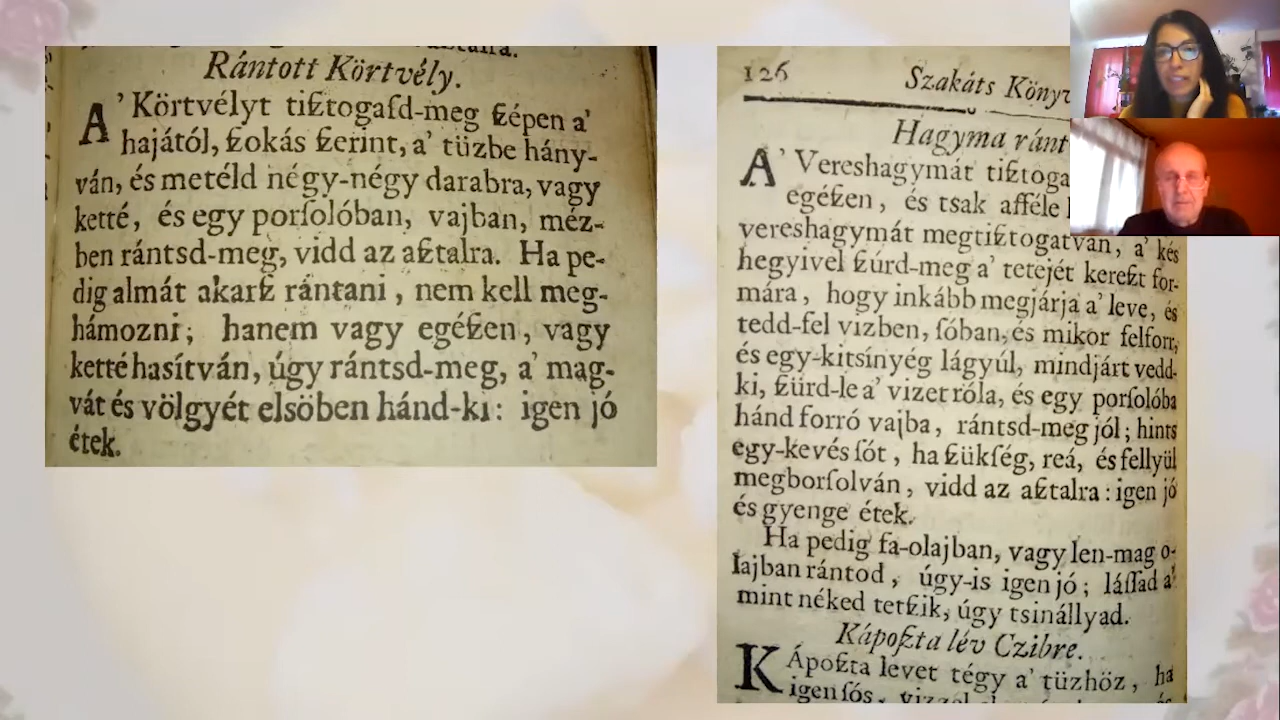 Rántott Körtvély.
A' Körtvélyt tiſztogaſd-meg ſzépen a'
hajától, ſzokás ſzerint, a' tüzbe hány-
ván, és metéld négy-négy darabra, vagy
ketté, és egy porſolóban, vajban, méz-
ben rántsd-meg, vidd az aſztalra. Ha pe-
dig almát akarſz rántani, nem kell meg-
hámozni; hanem vagy egéſzen, vagy
ketté hasítván, úgy rántsd-meg, a' mag-
vát és völgyét elsöben hánd-ki: igen jó
étek.
126 Szakáts Köny
Hagyma ránt
A' Vereshagymát tiſztoga
egéſzen, és tsak afféle
vereshagymát megtiſztogatván, a' kés
hegyivel ſzúrd-meg a' tetejét kereſzt for-
mára, hogy inkább megjárja a' leve, és
tedd-fel vizben, ſóban, és mikor felforr,
és egy-kitsínyég lágyúl, mindjárt vedd-
ki, ſzürd-le a' vizet róla, és egy porſolóba
hánd forró vajba, rántsd-meg jól; hints
egy-kevés ſót, ha ſzükſég, reá, és fellyül
megborſolván, vidd az aſztalra: igen jó
és gyenge étek.
Ha pedig fa-olajban, vagy len-mag o-
lajban rántod, úgy-is igen jó; láſſad a'
mint néked tetſzik, úgy tsinállyad.
Kápoſzta lév Czibre.
KÁpoſzta levet tégy a' tüzhöz, ha
igen ſós, vizzel